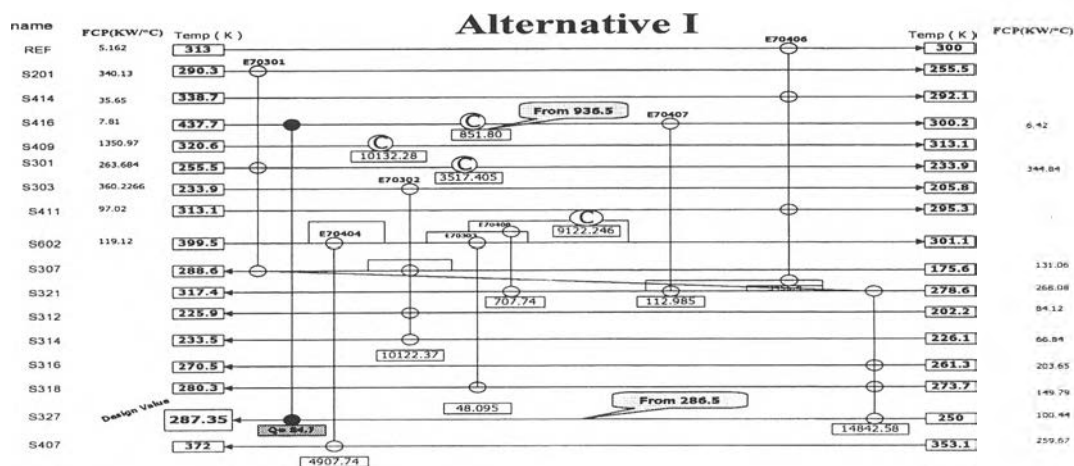 Alternative I
name FCP(KW/°C) Temp ( K ) Temp ( K ) FCP(KW/°C)
REF 5.162 313 E70406 300
S201 340.13 290.3 E70301 255.5
S414 35.65 338.7 292.1
From 936.5
S416 7.81 437.7 C 851.80 E70407 300.2 6.42
S409 1350.97 320.6 C 10132.28 313.1
S301 263.684 255.5 C 3517.405 233.9 344.84
S303 360.2266 233.9 E70302 205.8
S411 97.02 313.1 295.3
C 9122.246
S602 119.12 399.5 E70404 301.1
S307 288.6 175.6 131.06
S321 317.4 707.74 112.985 278.6 268.08
S312 225.9 202.2 84.12
S314 233.5 10122.37 226.1 66.84
S316 270.5 261.3 203.65
S318 280.3 48.095 273.7 149.79
From 286.5
S327 Design Value 287.35 Q= 84.7 14842.58 250 100.44
S407 372 4907.74 353.1 259.67